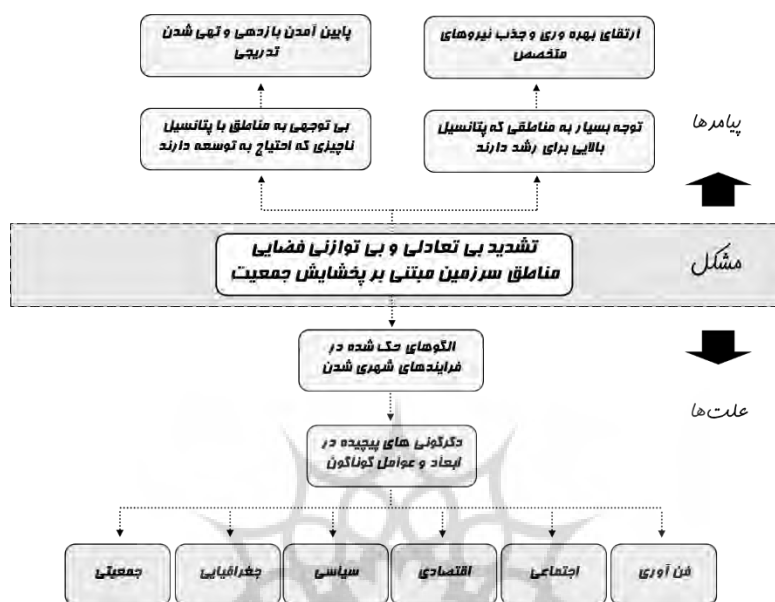 ارتقای بهره وری و جذب نیروهای
متخصص
پایین آمدن بازدهی و تهی شدن
تدریجی
پیامدها
توجه بسیار به مناطقی که پتانسیل
بالایی برای رشد دارند
بی توجهی به مناطق با پتانسیل
ناچیزی که احتیاج به توسعه دارند
مشکل
تشدید بی تعادلی و بی توازنی فضایی
مناطق سرزمین مبتنی بر پخشایش جمعیت
الگوهای حک شده در
فرایندهای شهری شدن
علت‌ها
دگرگونی های پیچیده در
ابعاد و عوامل گوناگون
فن آوری
اجتماعی
اقتصادی
سیاسی
جغرافیایی
جمعیتی